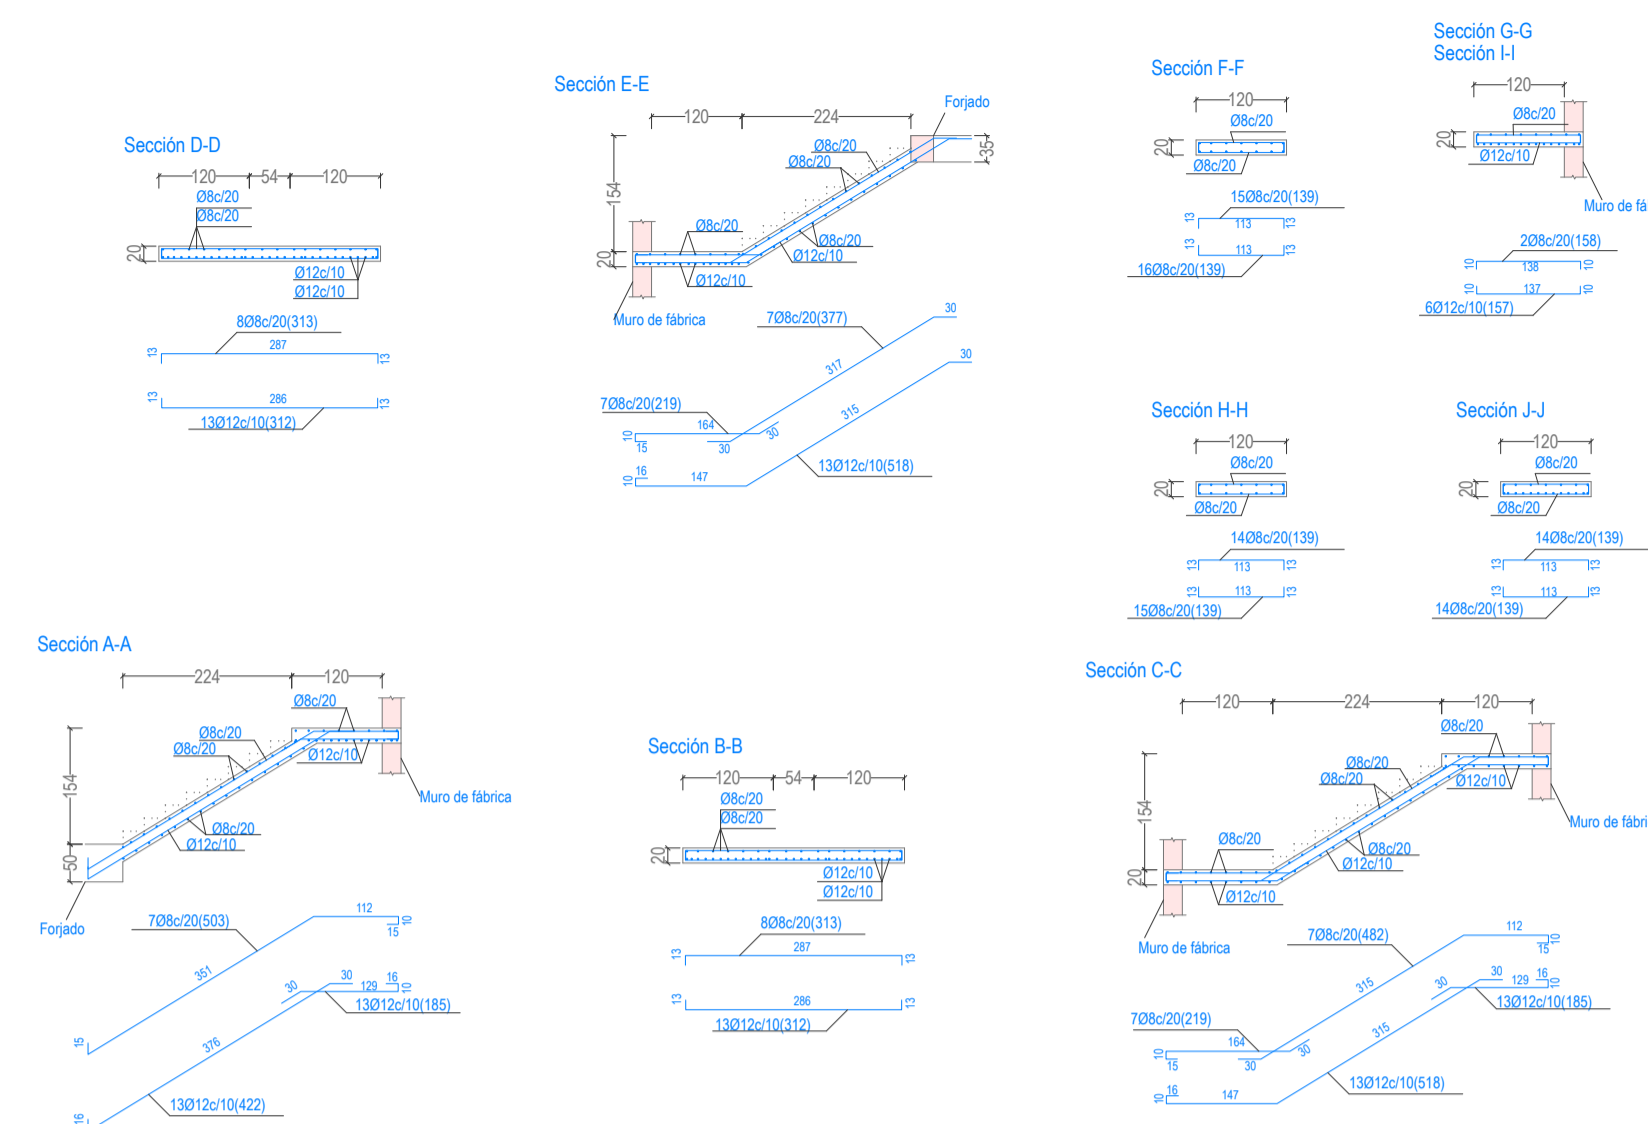 Sección D-D
120
54
120
Ø8c/20
Ø8c/20
20
Ø12c/10
Ø12c/10
8Ø8c/20(313)
13
287
13
13
286
13
13Ø12c/10(312)
Sección E-E
120
224
Forjado
35
154
20
Ø8c/20
Ø8c/20
Ø8c/20
Ø8c/20
Ø12c/10
Ø12c/10
Muro de fábrica
7Ø8c/20(377)
30
317
30
7Ø8c/20(219)
164
10
15
30
30
315
16
10
147
13Ø12c/10(518)
Sección F-F
120
Ø8c/20
20
Ø8c/20
15Ø8c/20(139)
13
113
13
13
113
13
16Ø8c/20(139)
Sección G-G
Sección I-I
120
Ø8c/20
20
Ø12c/10
Muro de fá
2Ø8c/20(158)
10
138
10
10
137
10
6Ø12c/10(157)
Sección H-H
120
Ø8c/20
20
Ø8c/20
14Ø8c/20(139)
13
113
13
13
113
13
15Ø8c/20(139)
Sección J-J
120
Ø8c/20
20
Ø8c/20
14Ø8c/20(139)
13
113
13
13
113
13
14Ø8c/20(139)
Sección A-A
224
120
Ø8c/20
Ø8c/20
Ø8c/20
Ø12c/10
154
Muro de fábrica
Ø8c/20
Ø12c/10
50
Forjado
7Ø8c/20(503)
112
10
15
351
15
30
30
16
129
10
13Ø12c/10(185)
376
13Ø12c/10(422)
16
Sección B-B
120
54
120
Ø8c/20
Ø8c/20
20
Ø12c/10
Ø12c/10
8Ø8c/20(313)
13
287
13
13
286
13
13Ø12c/10(312)
Sección C-C
120
224
120
Ø8c/20
Ø8c/20
Ø8c/20
Ø12c/10
154
Muro de fábri
Ø8c/20
Ø8c/20
Ø12c/10
20
Ø12c/10
Muro de fábrica
7Ø8c/20(482)
112
10
15
315
30
30
16
129
10
13Ø12c/10(185)
7Ø8c/20(219)
164
10
15
30
30
315
16
10
147
13Ø12c/10(518)